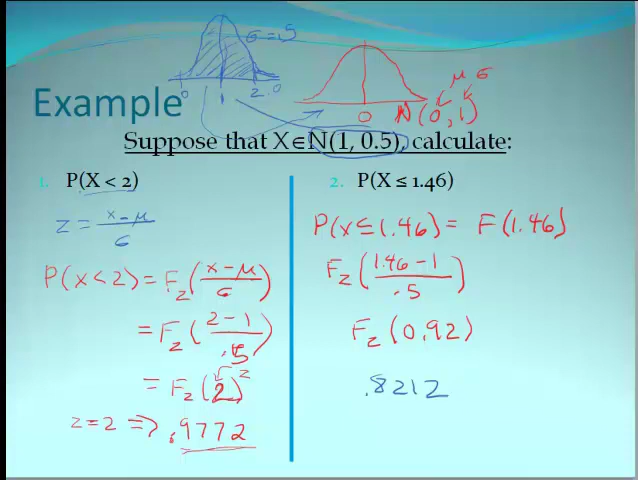 σ = .5
0 1 2.0
μ σ
0 N(0, 1)
Example
Suppose that X∈N(1, 0.5), calculate:
1. P(X < 2)
z = x-μ / σ
P(x < 2) = F_z(x-μ / σ)
= F_z(2-1 / .5)
= F_z(2) z
z = 2 ⇒ .9772
2. P(X ≤ 1.46)
P(x ≤ 1.46) = F(1.46)
F_z(1.46-1 / .5)
F_z(0.92)
.8212